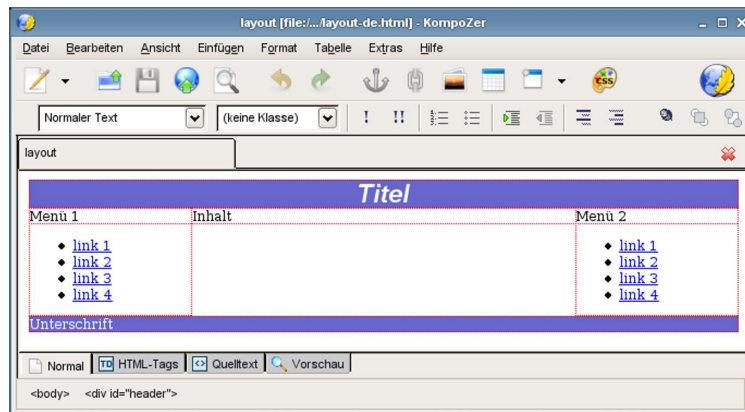 layout [file:/.../layout-de.html] - KompoZer
Datei Bearbeiten Ansicht Einfügen Format Tabelle Extras Hilfe
css
Normaler Text (keine Klasse) ! !!
layout
Titel
Menü 1 Inhalt Menü 2
link 1 link 1
link 2 link 2
link 3 link 3
link 4 link 4
Unterschrift
Normal TD HTML-Tags Quelltext Vorschau
<body> <div id="header">